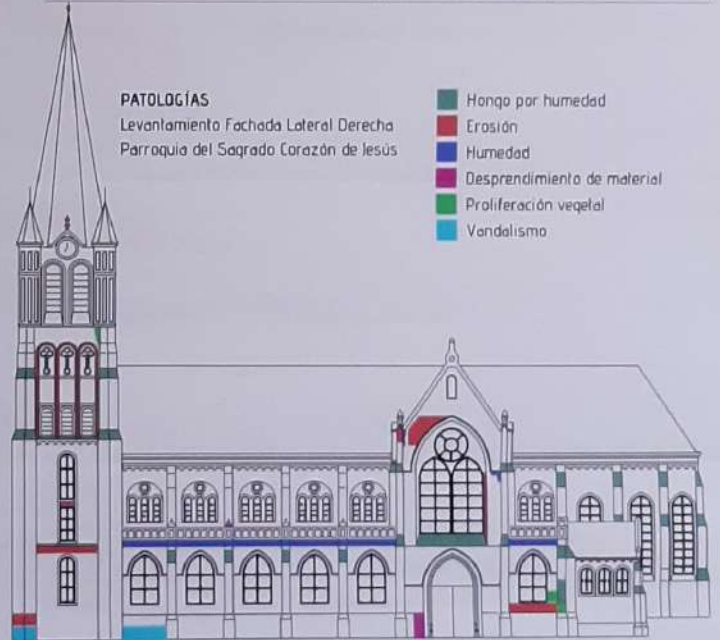 PATOLOGÍAS
Levantamiento Fachada Lateral Derecha
Parroquia del Sagrado Corazón de Jesús
Hongo por humedad
Erosión
Humedad
Desprendimiento de material
Proliferación vegetal
Vandalismo